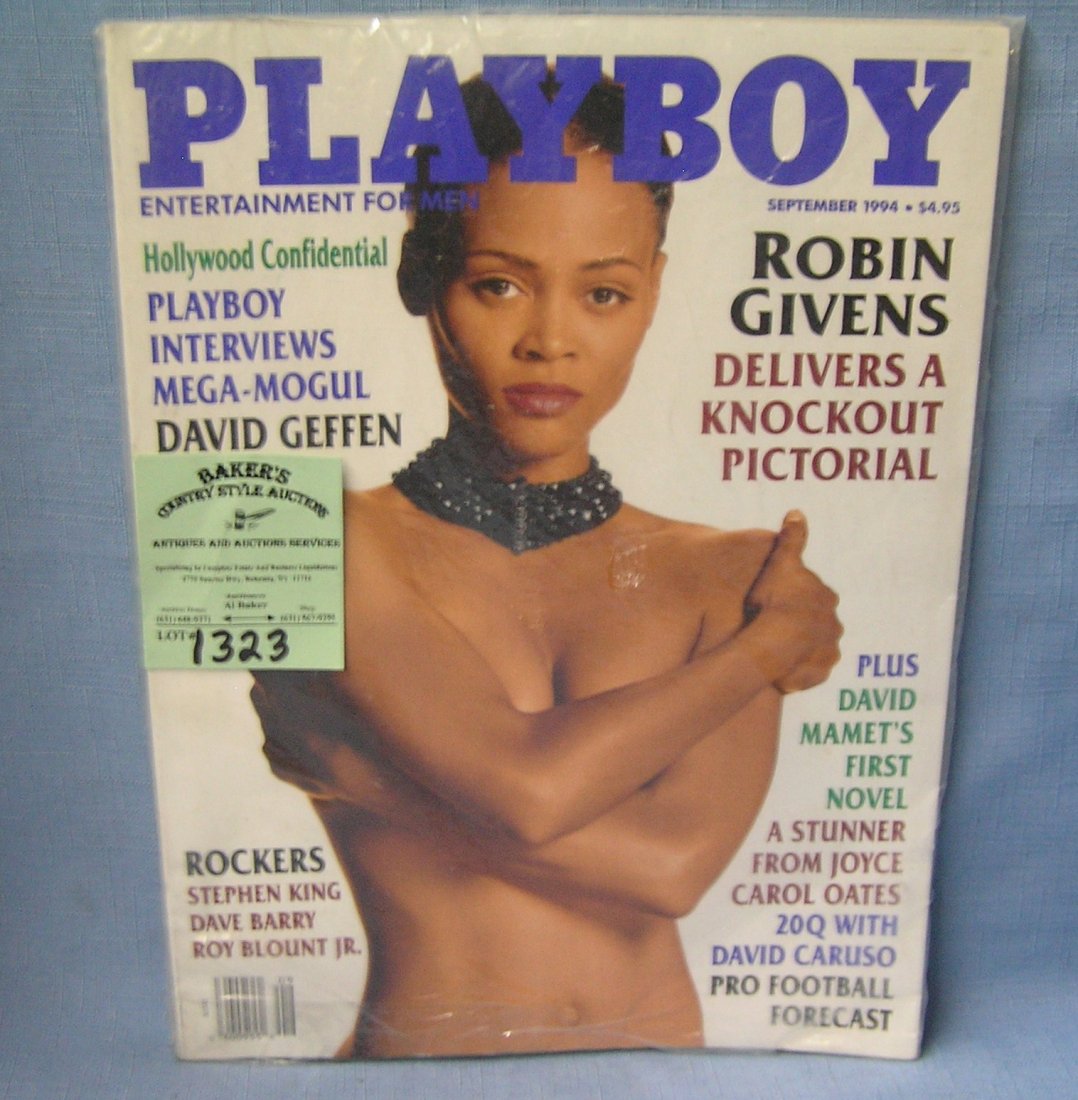 PLAYBOY
ENTERTAINMENT FOR MEN
SEPTEMBER 1994 • $4.95
Hollywood Confidential
PLAYBOY
INTERVIEWS
MEGA-MOGUL
DAVID GEFFEN
ROBIN
GIVENS
DELIVERS A
KNOCKOUT
PICTORIAL
BAKER'S
COUNTRY STYLE AUCTIONS
ANTIQUES AND AUCTIONS SERVICES
Al Baker
LOT# 1323
PLUS
DAVID
MAMET'S
FIRST
NOVEL
A STUNNER
FROM JOYCE
CAROL OATES
20Q WITH
DAVID CARUSO
PRO FOOTBALL
FORECAST
ROCKERS
STEPHEN KING
DAVE BARRY
ROY BLOUNT JR.